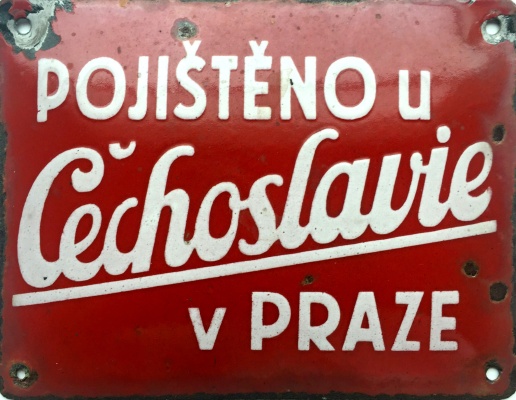 POJIŠTĚNO u
Čechoslavie
v PRAZE